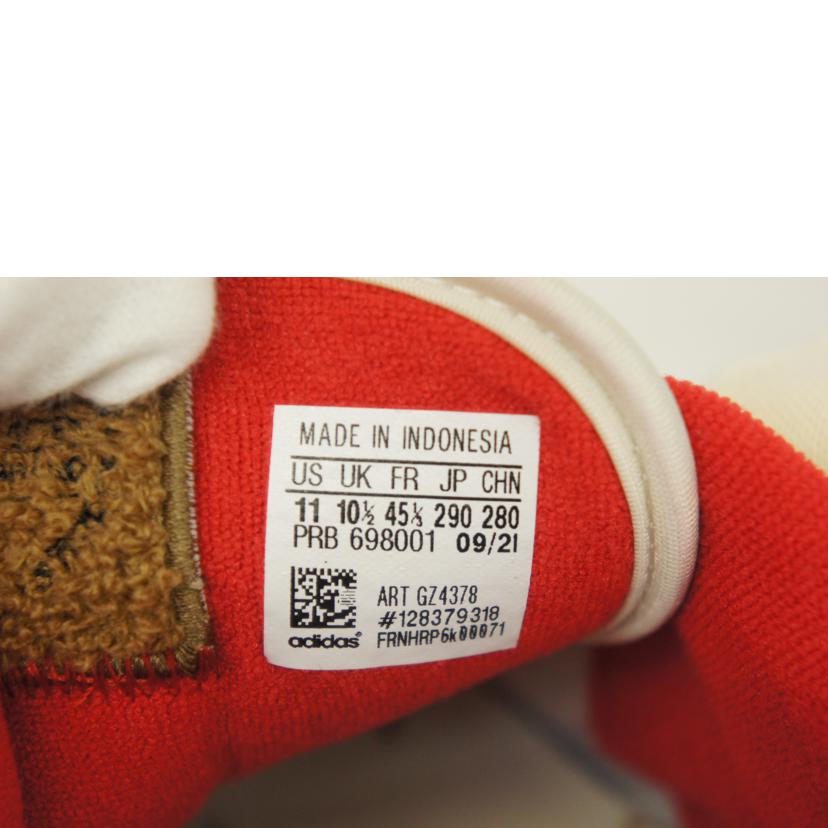 MADE IN INDONESIA
US UK FR JP CHN
11 10½ 45⅓ 290 280
PRB 698001 09/21
ART GZ4378
#128379318
FRNHRP6k00071
adidas